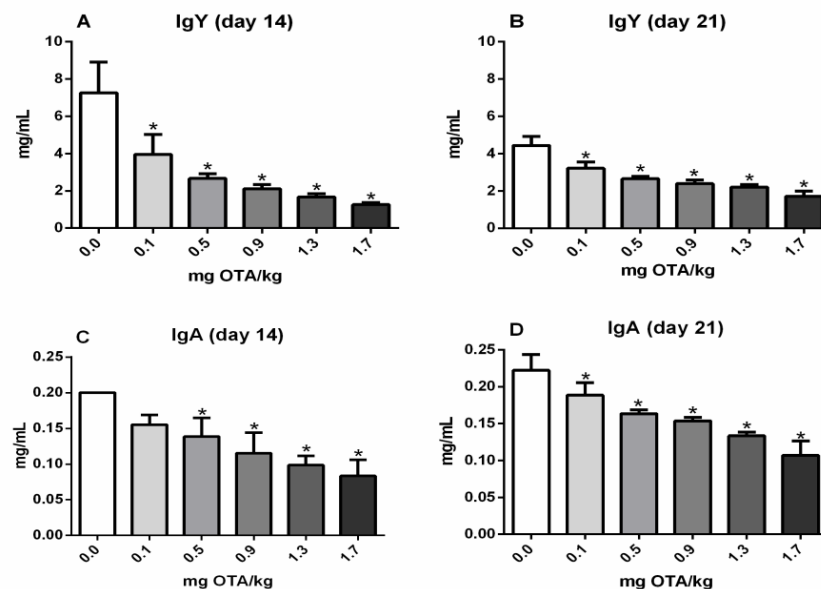 A IgY (day 14)
10
8
6
4
2
0
mg/mL
*
*
*
*
*
0.0 0.1 0.5 0.9 1.3 1.7
mg OTA/kg
B IgY (day 21)
10
8
6
4
2
0
mg/mL
*
*
*
*
*
0.0 0.1 0.5 0.9 1.3 1.7
mg OTA/kg
C IgA (day 14)
0.25
0.20
0.15
0.10
0.05
0.00
mg/mL
*
*
*
*
0.0 0.1 0.5 0.9 1.3 1.7
mg OTA/kg
D IgA (day 21)
0.25
0.20
0.15
0.10
0.05
0.00
mg/mL
*
*
*
*
*
0.0 0.1 0.5 0.9 1.3 1.7
mg OTA/kg